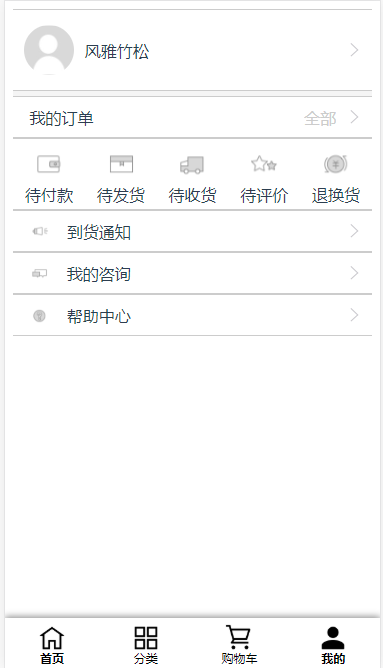 风雅竹松
我的订单 全部
待付款 待发货 待收货 待评价 退换货
到货通知
我的咨询
帮助中心
首页 分类 购物车 我的